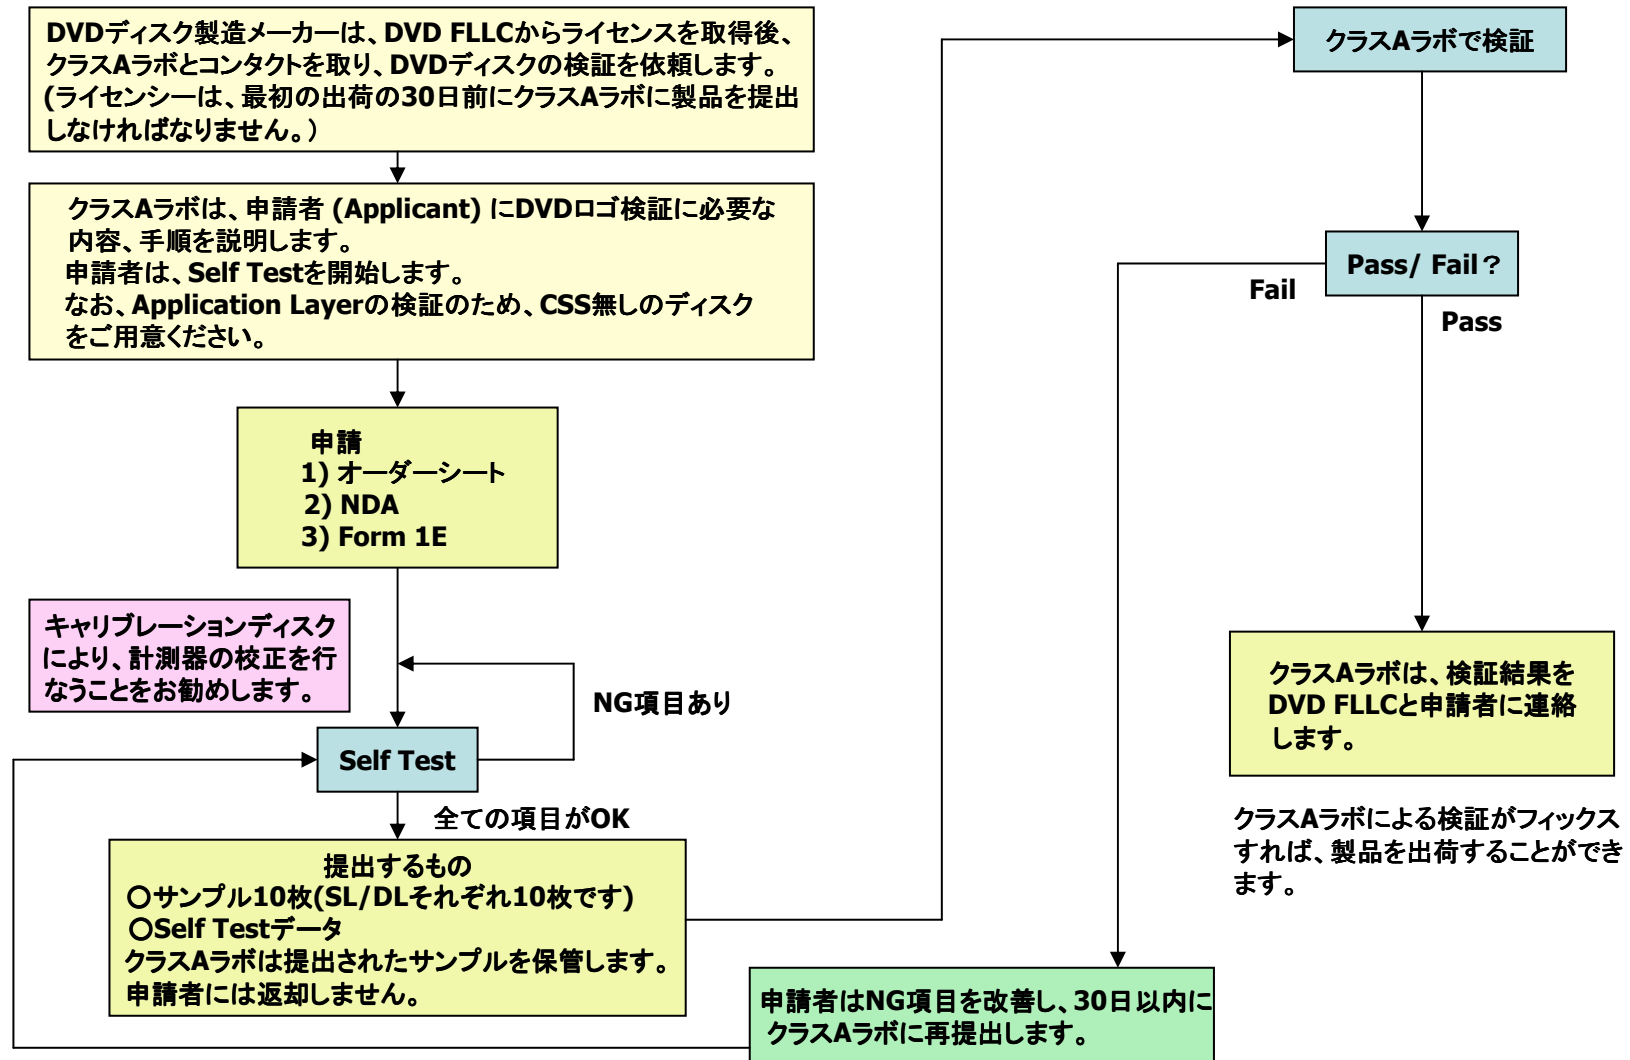 DVDディスク製造メーカーは、DVD FLLCからライセンスを取得後、
クラスAラボとコンタクトを取り、DVDディスクの検証を依頼します。
(ライセンシーは、最初の出荷の30日前にクラスAラボに製品を提出
しなければなりません。)
クラスAラボは、申請者 (Applicant) にDVDロゴ検証に必要な
内容、手順を説明します。
申請者は、Self Testを開始します。
なお、Application Layerの検証のため、CSS無しのディスク
をご用意ください。
申請
1) オーダーシート
2) NDA
3) Form 1E
キャリブレーションディスク
により、計測器の校正を行
なうことをお勧めします。
NG項目あり
Self Test
全ての項目がOK
提出するもの
○サンプル10枚(SL/DLそれぞれ10枚です)
○Self Testデータ
クラスAラボは提出されたサンプルを保管します。
申請者には返却しません。
クラスAラボで検証
Pass/ Fail？
Fail
Pass
クラスAラボは、検証結果を
DVD FLLCと申請者に連絡
します。
クラスAラボによる検証がフィックス
すれば、製品を出荷することができ
ます。
申請者はNG項目を改善し、30日以内に
クラスAラボに再提出します。